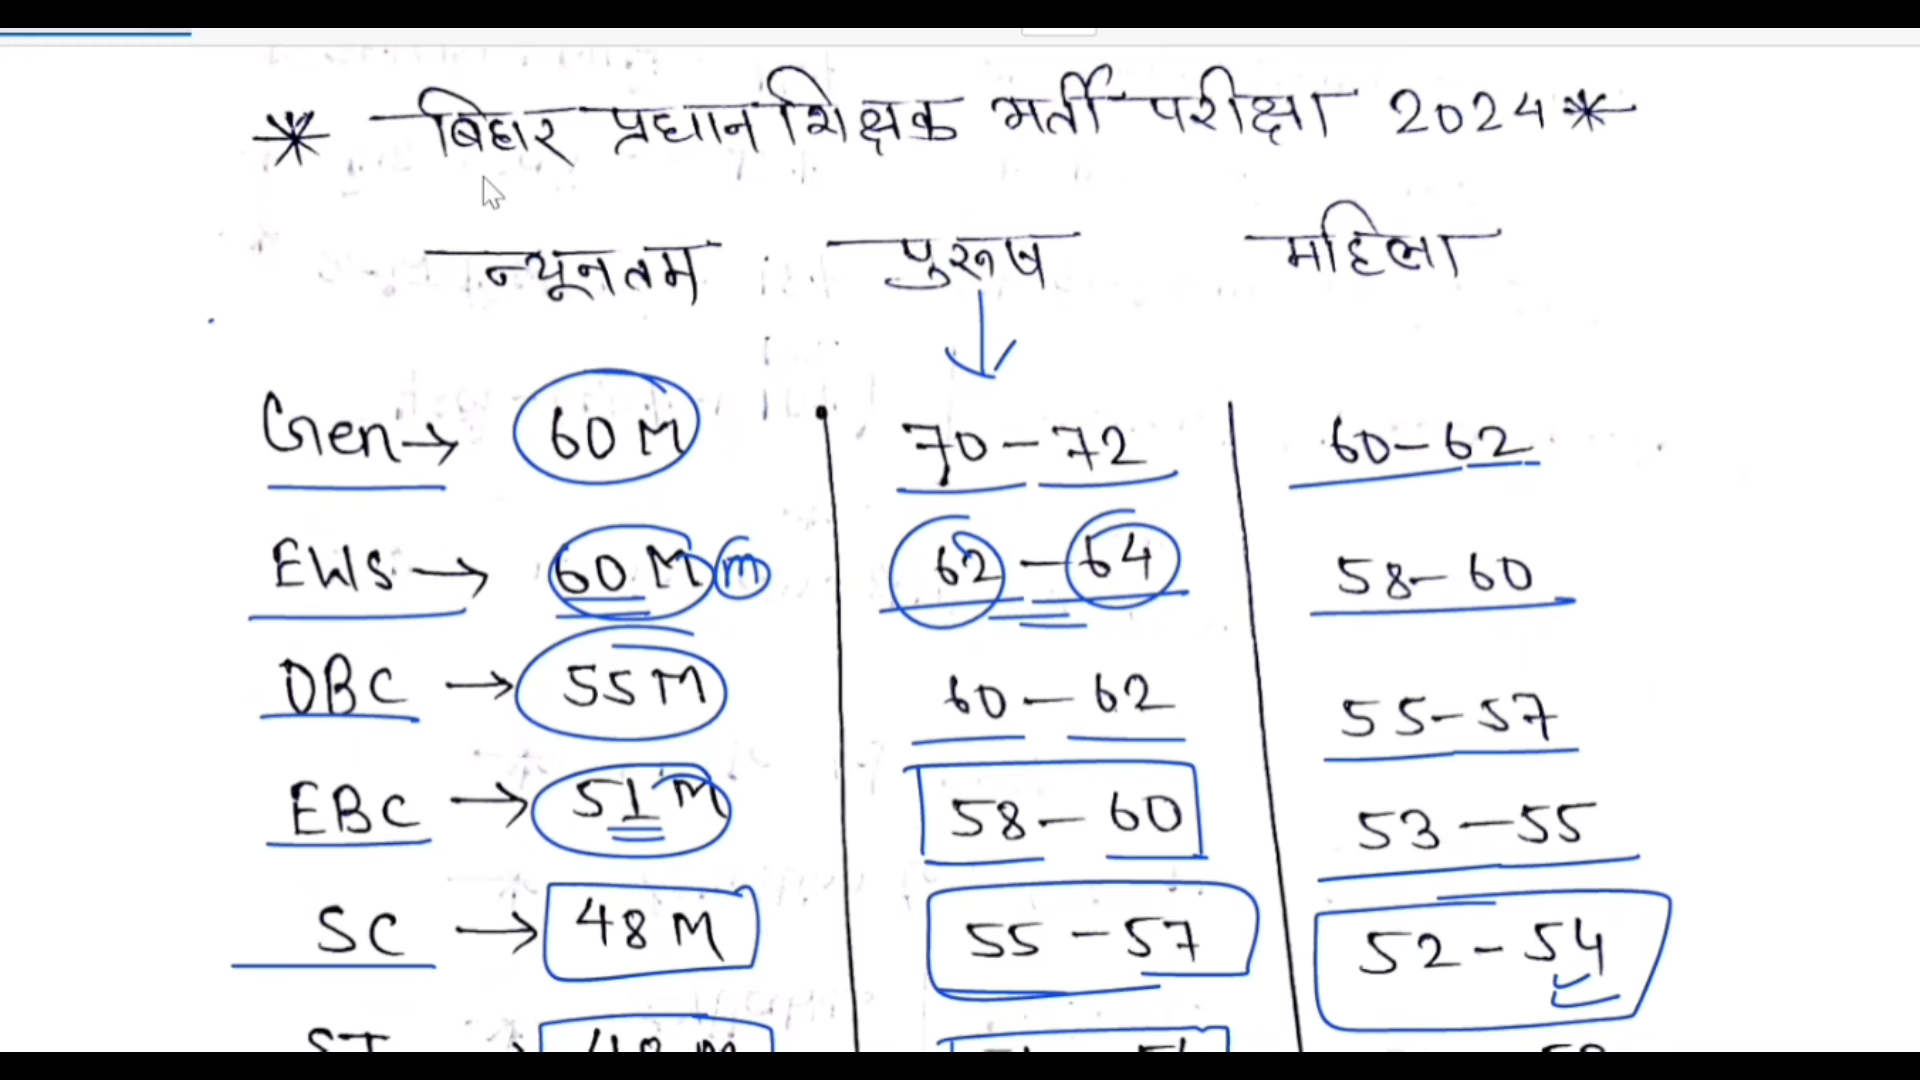 * बिहार प्रधान शिक्षक भर्ती परीक्षा 2024 *
न्यूनतम पुरूष महिला
Gen → 60 M 70 - 72 60 - 62
EWS → 60 M m 62 - 64 58 - 60
OBC → 55 M 60 - 62 55 - 57
EBC → 51 M 58 - 60 53 - 55
SC → 48 M 55 - 57 52 - 54